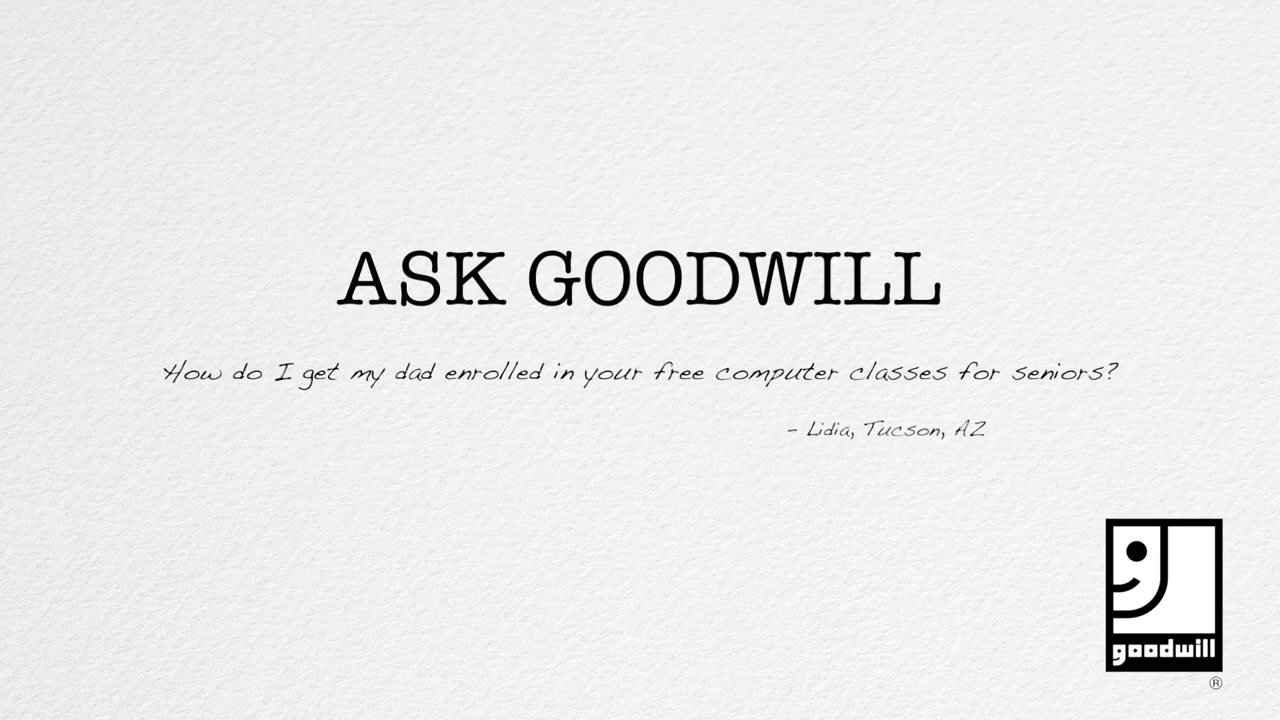 ASK GOODWILL
How do I get my dad enrolled in your free computer classes for seniors?
- Lidia, Tucson, AZ
goodwill
®